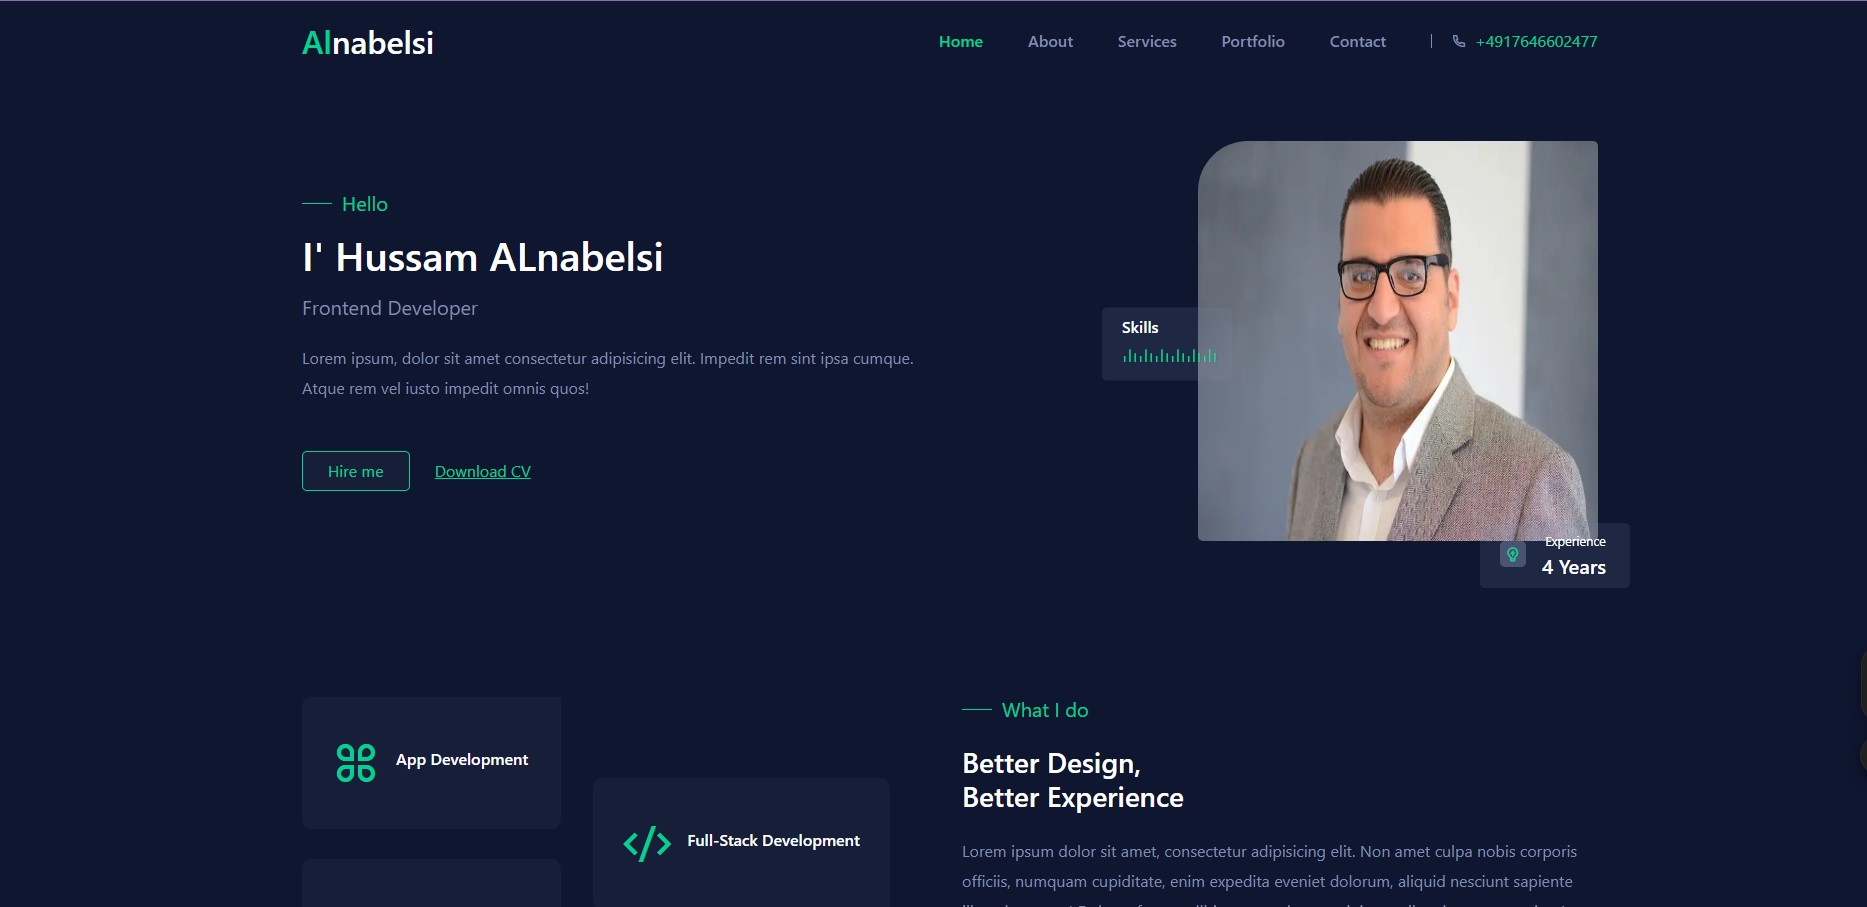 Alnabelsi
Home About Services Portfolio Contact | +4917646602477
Hello
I' Hussam ALnabelsi
Frontend Developer
Lorem ipsum, dolor sit amet consectetur adipisicing elit. Impedit rem sint ipsa cumque.
Atque rem vel iusto impedit omnis quos!
Hire me Download CV
Skills
Experience
4 Years
App Development
Full-Stack Development
What I do
Better Design,
Better Experience
Lorem ipsum dolor sit amet, consectetur adipisicing elit. Non amet culpa nobis corporis
officiis, numquam cupiditate, enim expedita eveniet dolorum, aliquid nesciunt sapiente